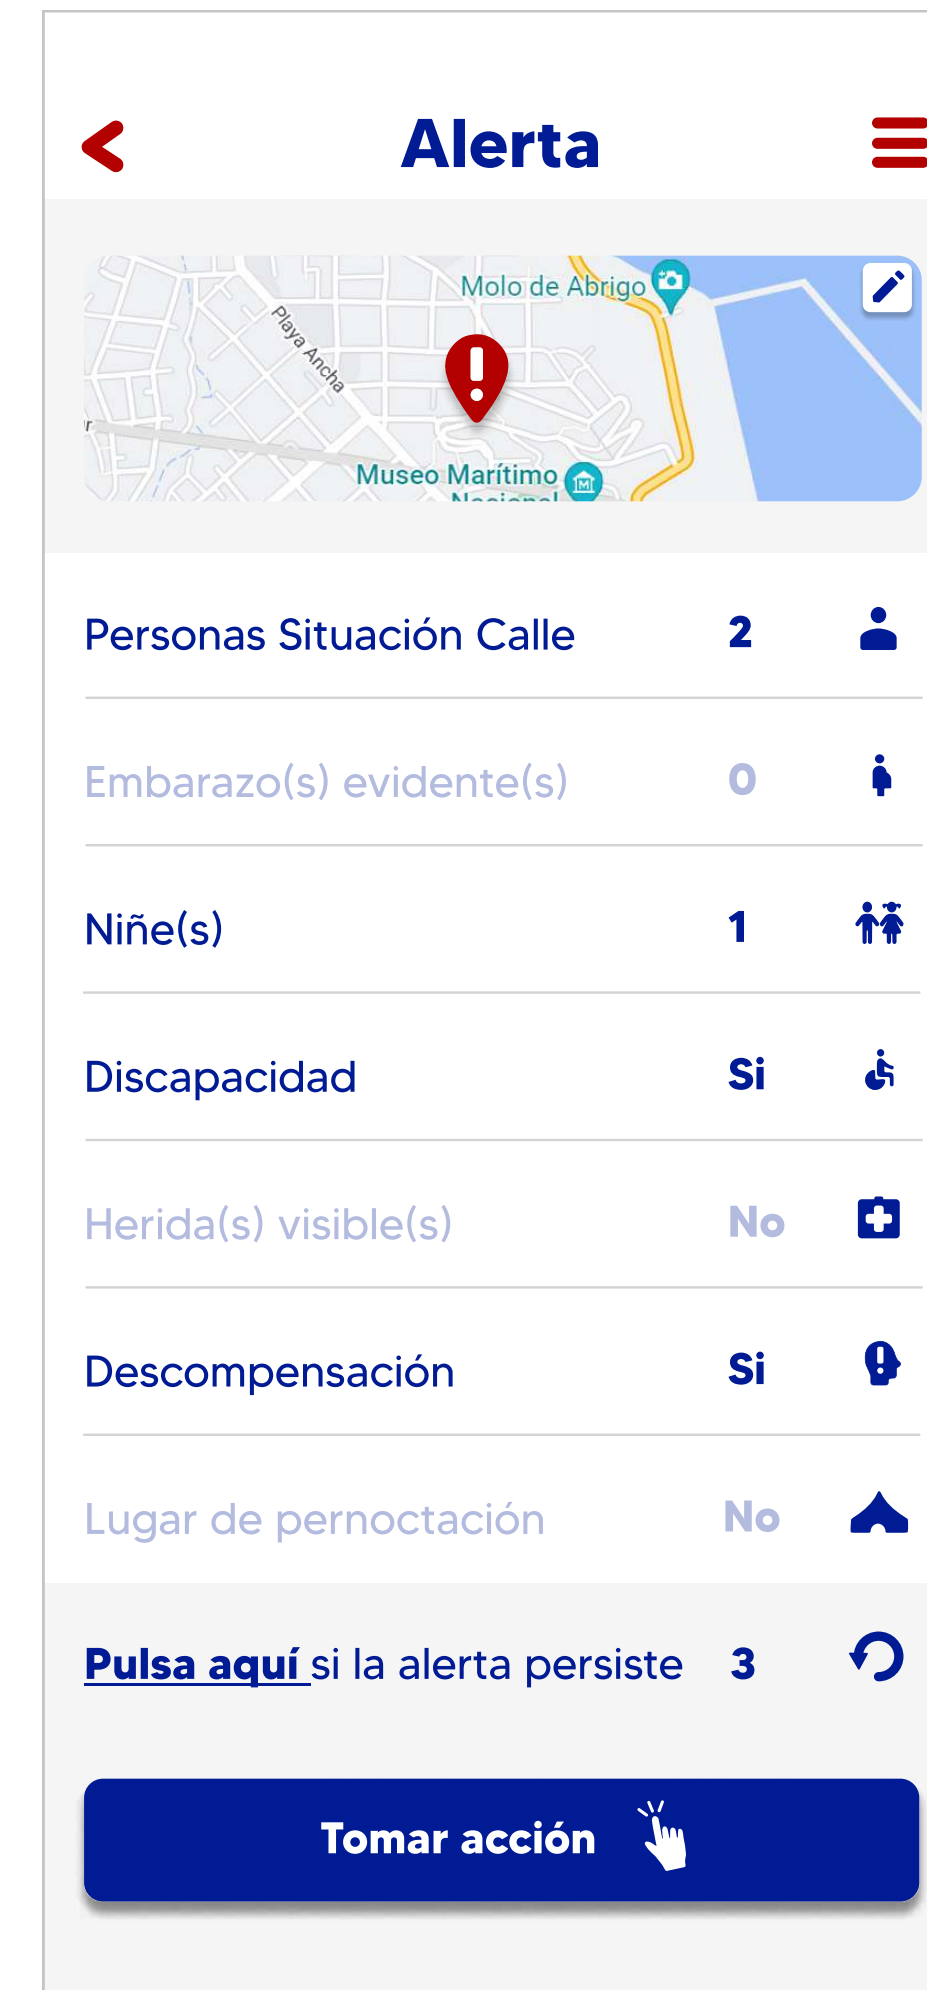 Alerta
Molo de Abrigo
Playa Ancha
Museo Marítimo
Nacional
Personas Situación Calle 2
Embarazo(s) evidente(s) 0
Niñe(s) 1
Discapacidad Si
Herida(s) visible(s) No
Descompensación Si
Lugar de pernoctación No
Pulsa aquí si la alerta persiste 3
Tomar acción